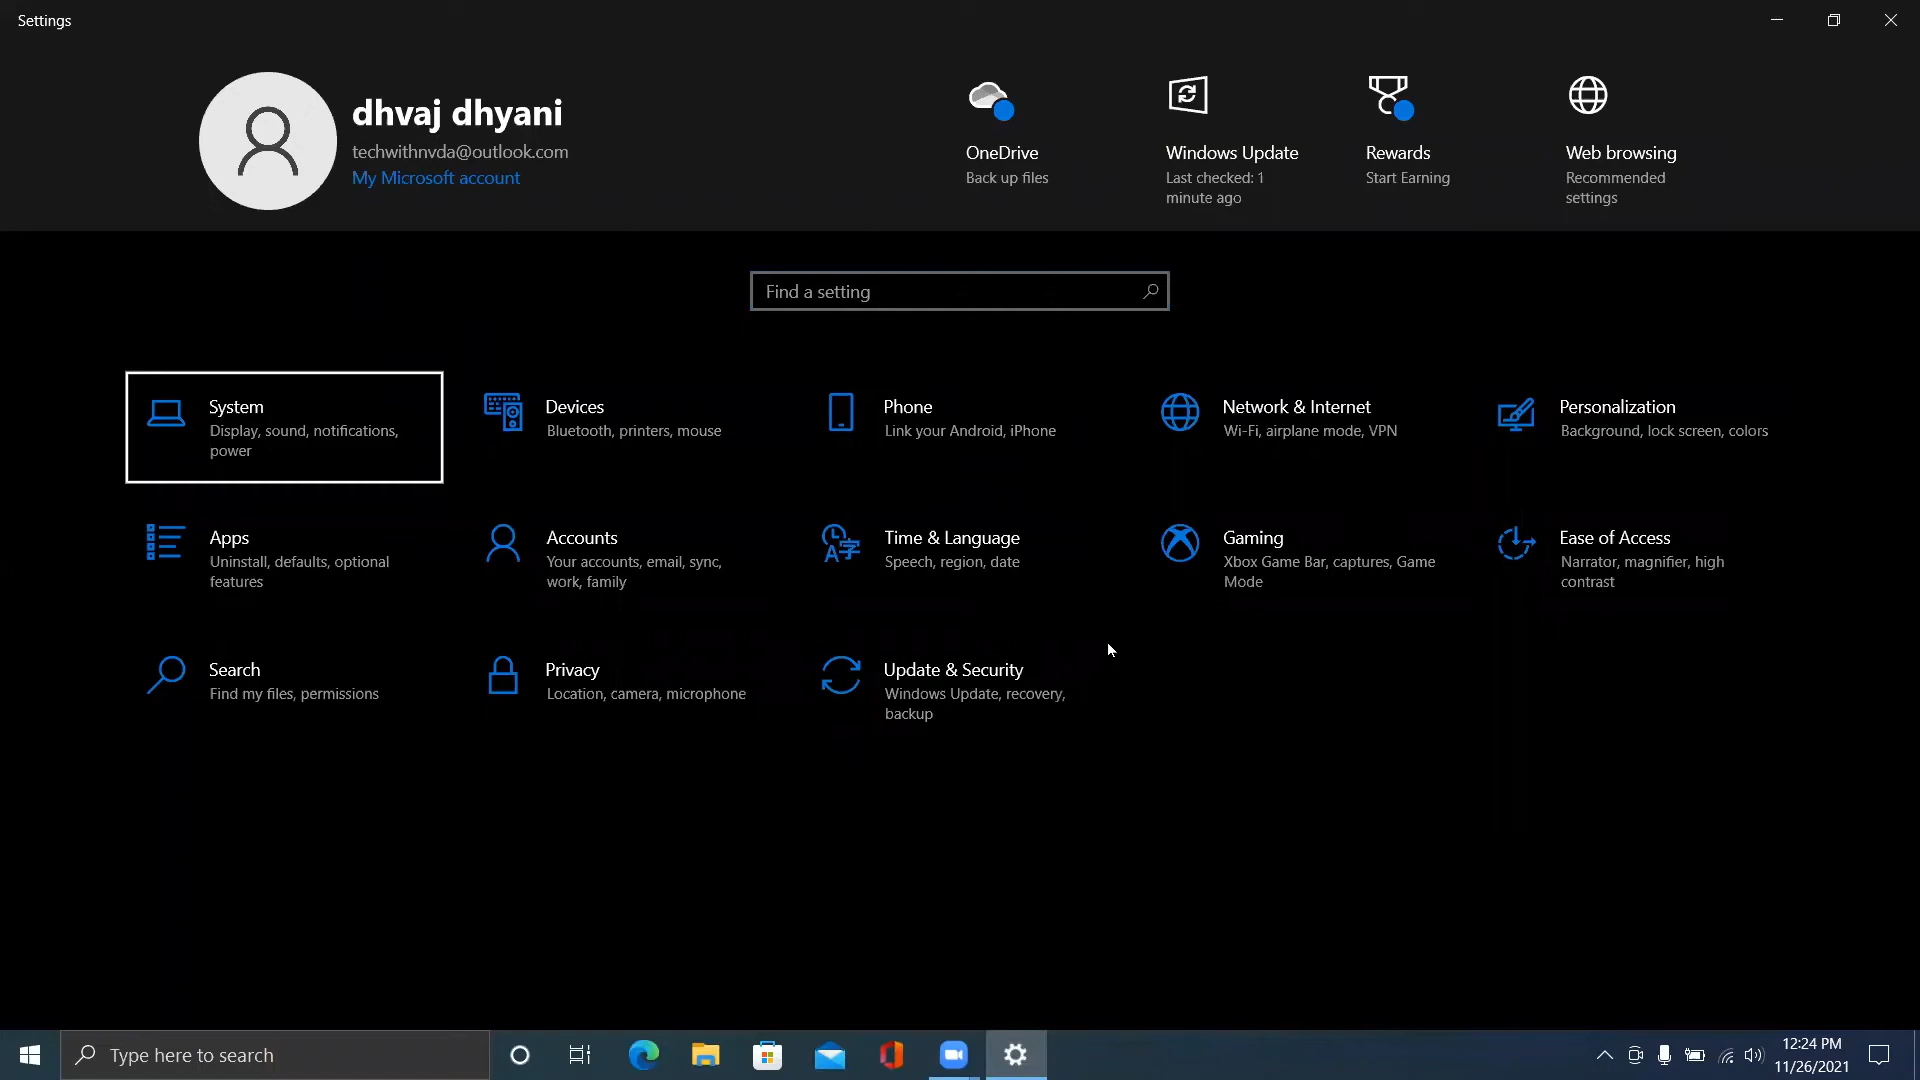 Settings
dhvaj dhyani
techwithnvda@outlook.com
My Microsoft account
OneDrive
Back up files
Windows Update
Last checked: 1
minute ago
Rewards
Start Earning
Web browsing
Recommended
settings
Find a setting
System
Display, sound, notifications,
power
Devices
Bluetooth, printers, mouse
Phone
Link your Android, iPhone
Network & Internet
Wi-Fi, airplane mode, VPN
Personalization
Background, lock screen, colors
Apps
Uninstall, defaults, optional
features
Accounts
Your accounts, email, sync,
work, family
Time & Language
Speech, region, date
Gaming
Xbox Game Bar, captures, Game
Mode
Ease of Access
Narrator, magnifier, high
contrast
Search
Find my files, permissions
Privacy
Location, camera, microphone
Update & Security
Windows Update, recovery,
backup
Type here to search
12:24 PM
11/26/2021